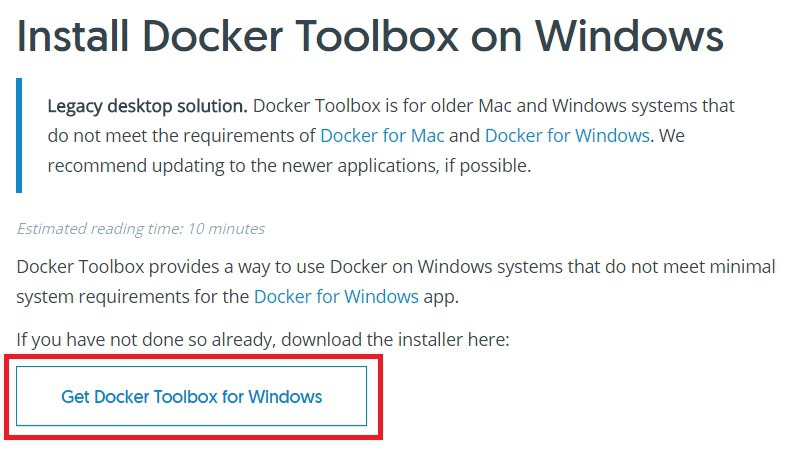 Install Docker Toolbox on Windows
Legacy desktop solution. Docker Toolbox is for older Mac and Windows systems that
do not meet the requirements of Docker for Mac and Docker for Windows. We
recommend updating to the newer applications, if possible.
Estimated reading time: 10 minutes
Docker Toolbox provides a way to use Docker on Windows systems that do not meet minimal
system requirements for the Docker for Windows app.
If you have not done so already, download the installer here:
Get Docker Toolbox for Windows